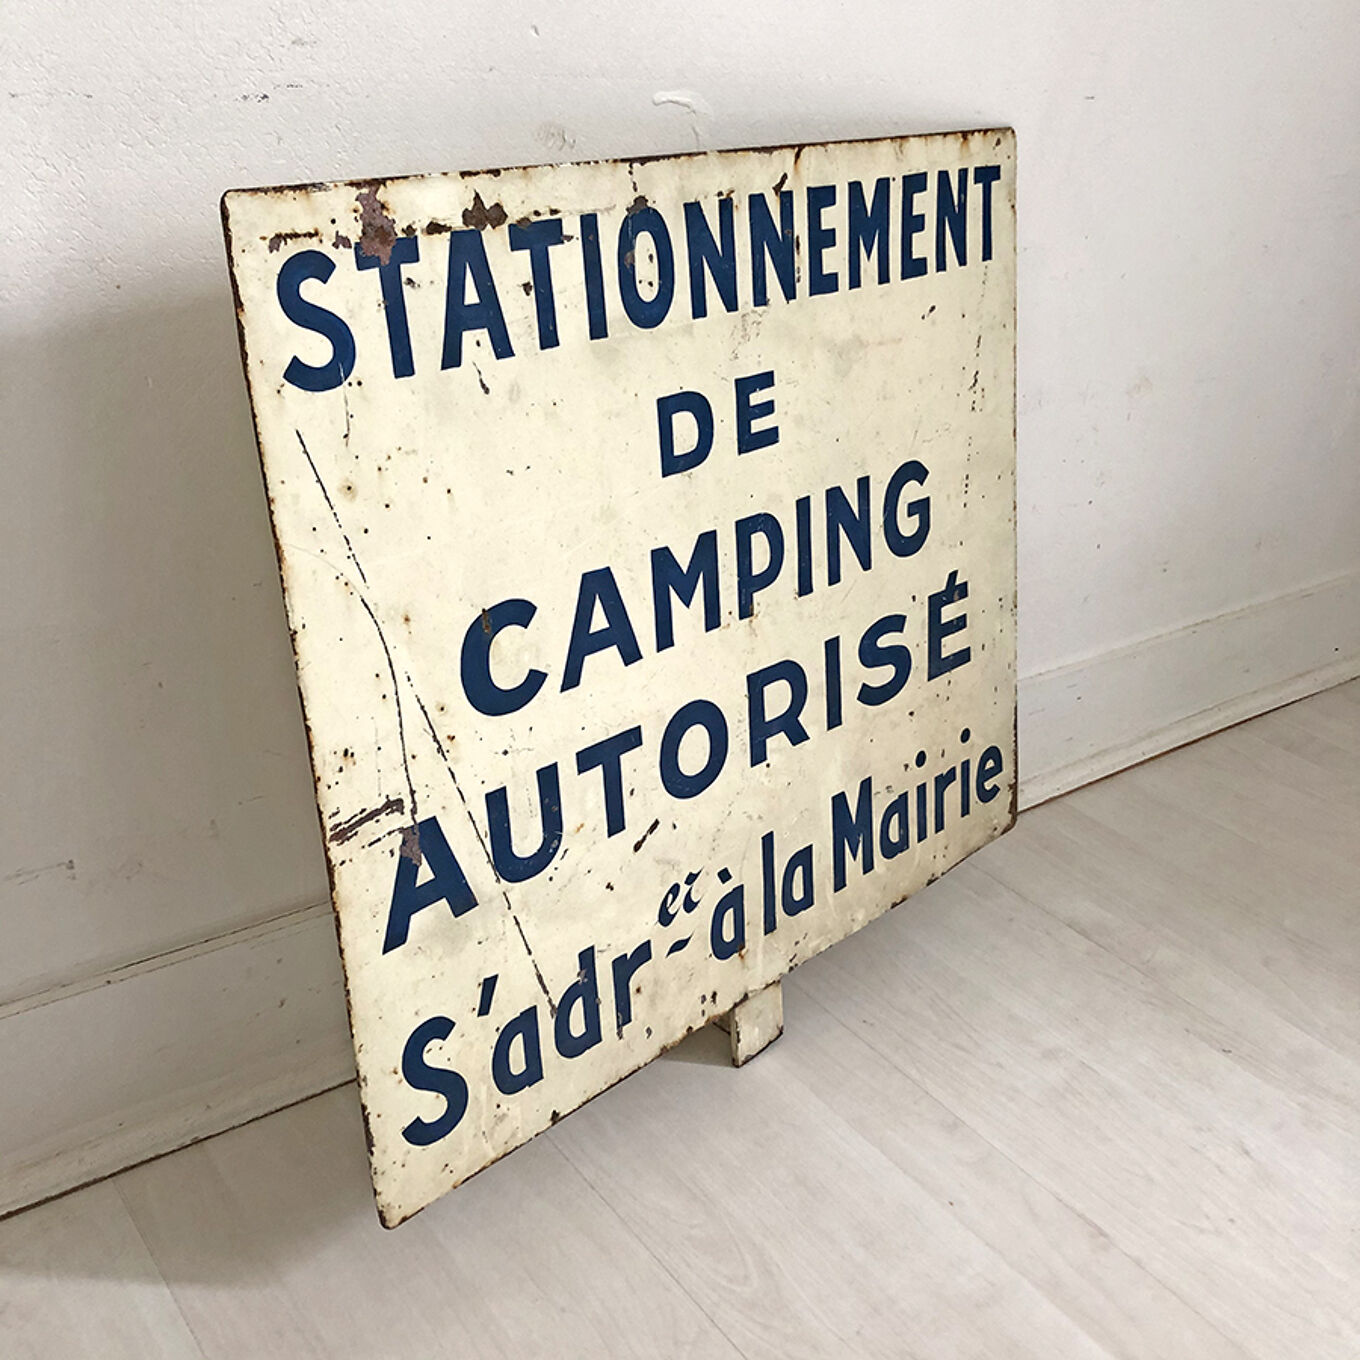 STATIONNEMENT
DE
CAMPING
AUTORISÉ
S'adr-er à la Mairie